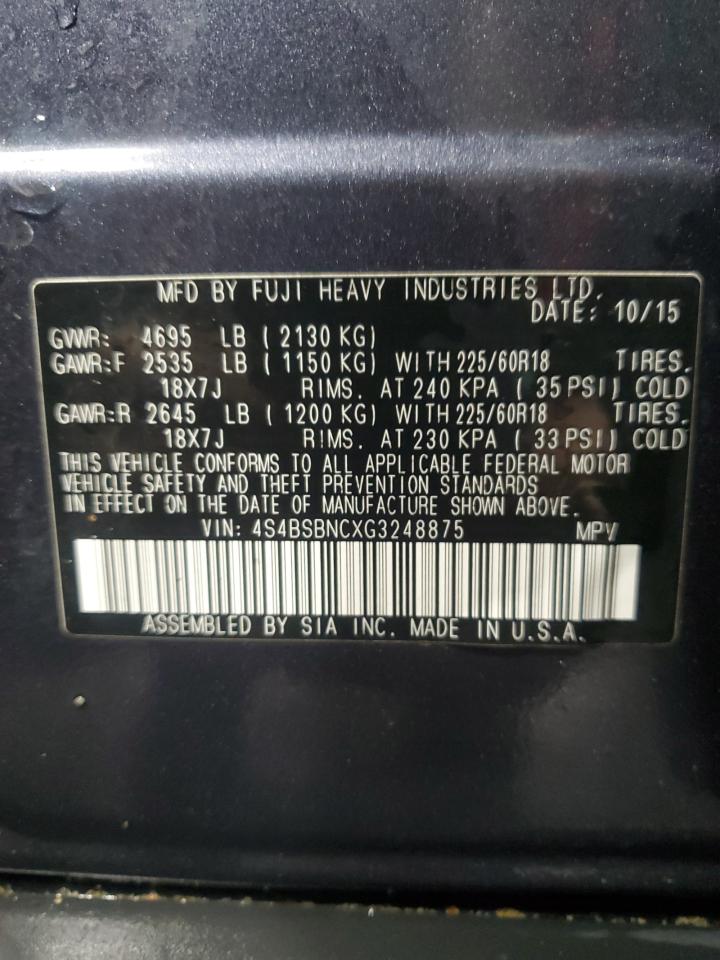 MFD BY FUJI HEAVY INDUSTRIES LTD.
DATE: 10/15
GVWR: 4695 LB ( 2130 KG)
GAWR:F 2535 LB ( 1150 KG) WITH 225/60R18 TIRES.
18X7J RIMS. AT 240 KPA ( 35 PSI) COLD
GAWR:R 2645 LB ( 1200 KG) WITH 225/60R18 TIRES.
18X7J RIMS. AT 230 KPA ( 33 PSI) COLD
THIS VEHICLE CONFORMS TO ALL APPLICABLE FEDERAL MOTOR
VEHICLE SAFETY AND THEFT PREVENTION STANDARDS
IN EFFECT ON THE DATE OF MANUFACTURE SHOWN ABOVE.
VIN: 4S4BSBNCXG3248875 MPV
ASSEMBLED BY SIA INC. MADE IN U.S.A.